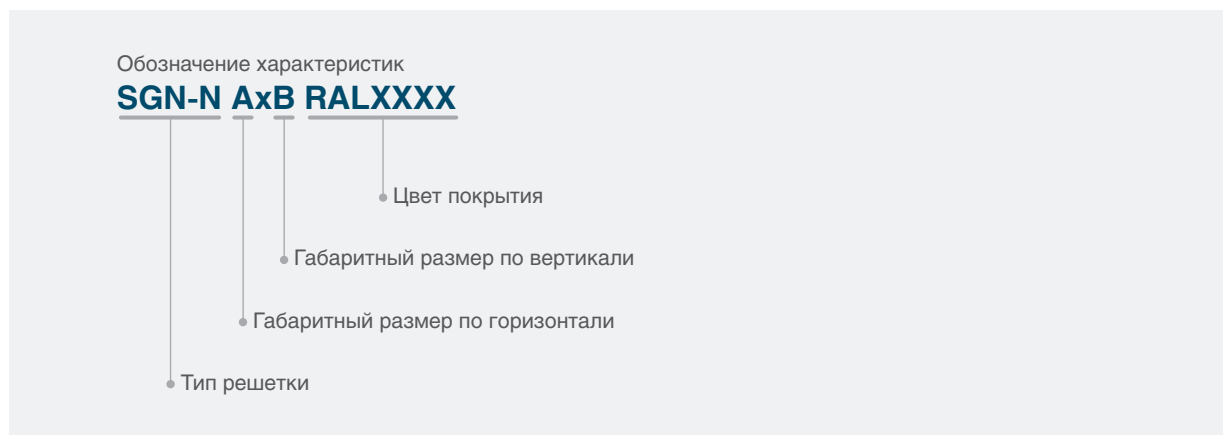 Обозначение характеристик
SGN-N AxB RALXXXX
Цвет покрытия
Габаритный размер по вертикали
Габаритный размер по горизонтали
Тип решетки